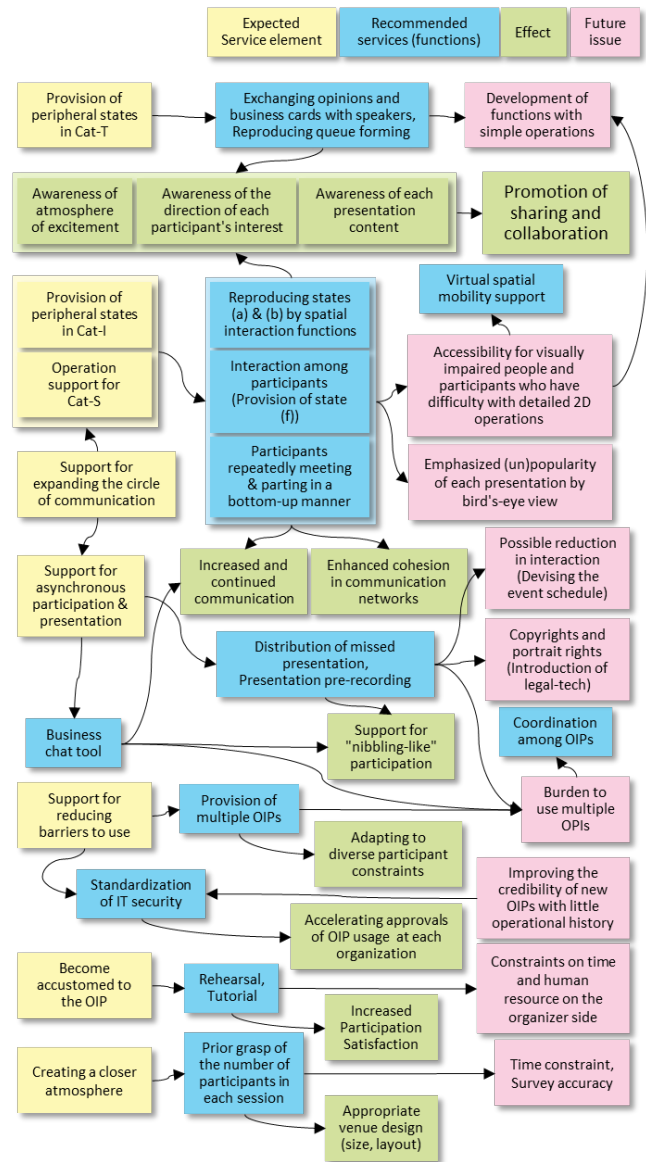 Expected
Service element
Recommended
services (functions)
Effect
Future
issue
Provision of
peripheral states
in Cat-T
Exchanging opinions and
business cards with speakers,
Reproducing queue forming
Development of
functions with
simple operations
Awareness of
atmosphere
of excitement
Awareness of the
direction of each
participant's interest
Awareness of each
presentation
content
Promotion of
sharing and
collaboration
Provision of
peripheral states
in Cat-I
Operation
support for
Cat-S
Reproducing states
(a) & (b) by spatial
interaction functions
Interaction among
participants
(Provision of state
(f))
Participants
repeatedly meeting
& parting in a
bottom-up manner
Virtual spatial
mobility support
Accessibility for visually
impaired people and
participants who have
difficulty with detailed 2D
operations
Emphasized (un)popularity
of each presentation by
bird's-eye view
Support for
expanding the circle
of communication
Support for
asynchronous
participation &
presentation
Increased and
continued
communication
Enhanced cohesion
in communication
networks
Possible reduction
in interaction
(Devising the
event schedule)
Distribution of missed
presentation,
Presentation pre-recording
Copyrights and
portrait rights
(Introduction of
legal-tech)
Business
chat tool
Support for
"nibbling-like"
participation
Coordination
among OIPs
Support for
reducing
barriers to use
Provision of
multiple OIPs
Burden to
use multiple
OPIs
Adapting to
diverse participant
constraints
Standardization
of IT security
Improving the
credibility of new
OIPs with little
operational history
Accelerating approvals
of OIP usage at each
organization
Become
accustomed to
the OIP
Rehearsal,
Tutorial
Constraints on time
and human
resource on the
organizer side
Increased
Participation
Satisfaction
Creating a closer
atmosphere
Prior grasp of
the number of
participants in
each session
Time constraint,
Survey accuracy
Appropriate
venue design
(size, layout)